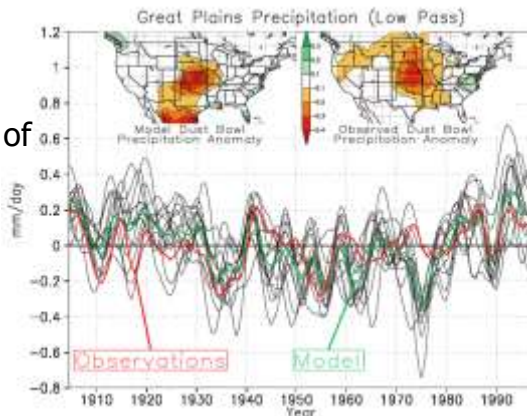 Great Plains Precipitation (Low Pass)
of
Model Dust Bowl
Precipitation Anomaly
Observed Dust Bowl
Precipitation Anomaly
mm/day
1.2
1
0.8
0.6
0.4
0.2
0
-0.2
-0.4
-0.6
-0.8
Observations
Model
1910 1920 1930 1940 1950 1960 1970 1980 1990
Year